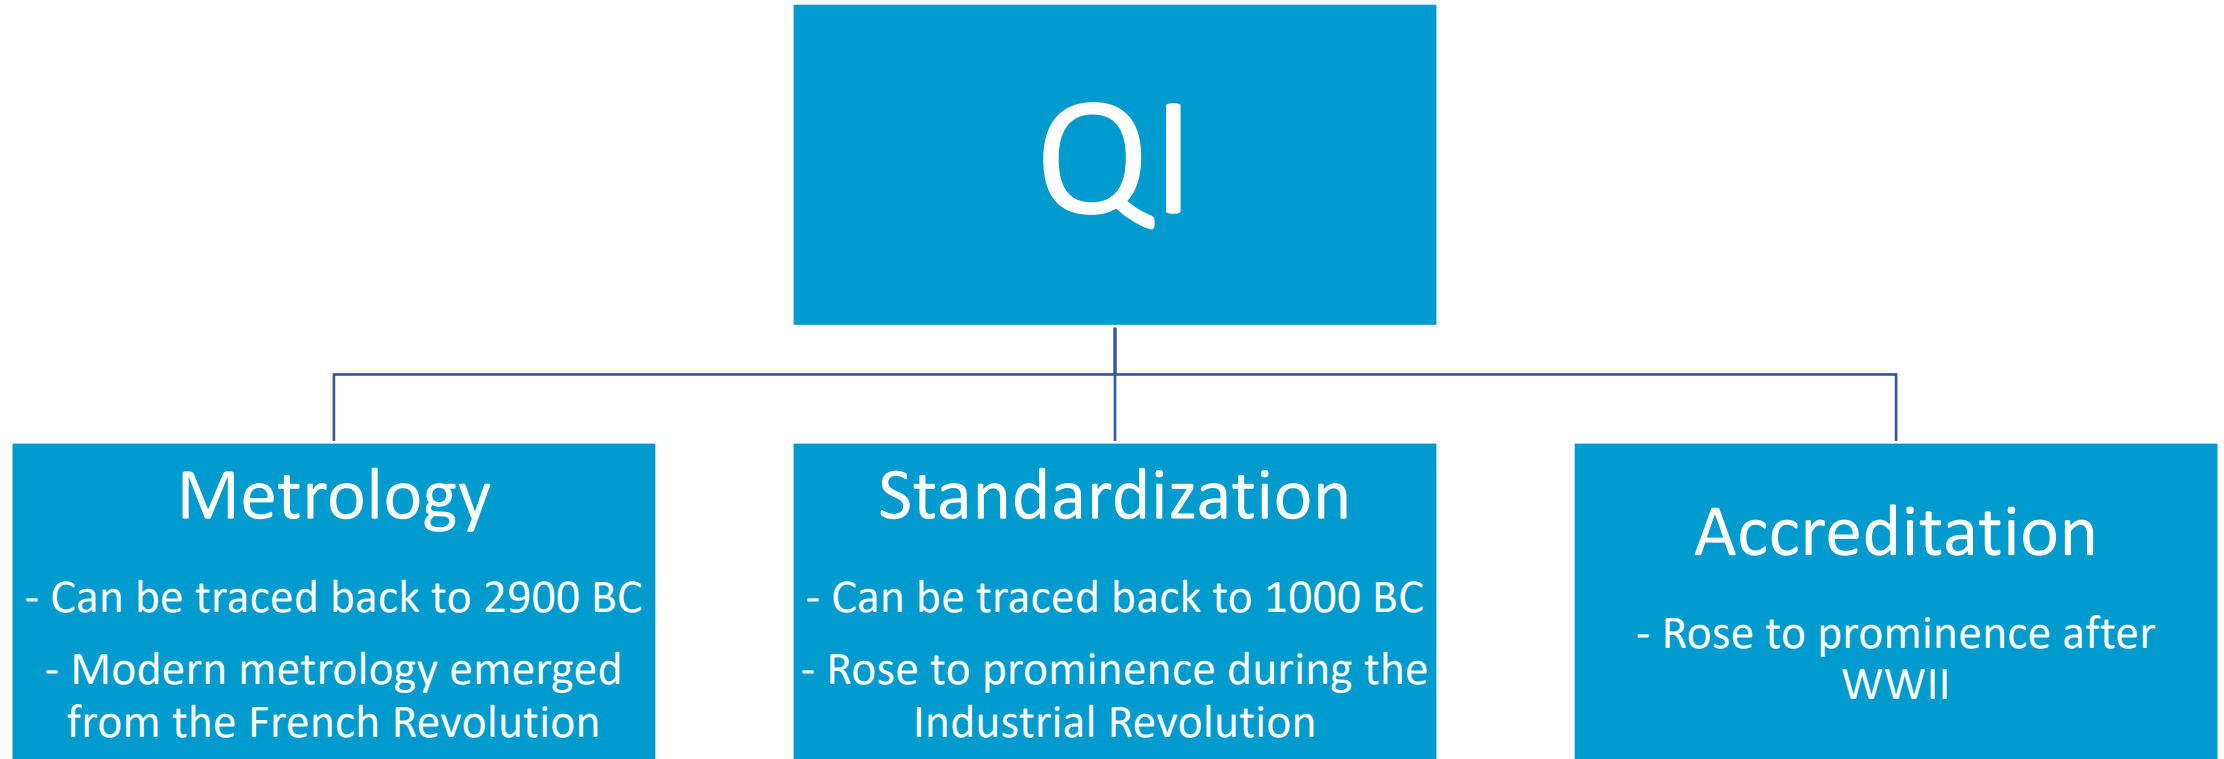 QI
Metrology
- Can be traced back to 2900 BC
- Modern metrology emerged
from the French Revolution
Standardization
- Can be traced back to 1000 BC
- Rose to prominence during the
Industrial Revolution
Accreditation
- Rose to prominence after
WWII